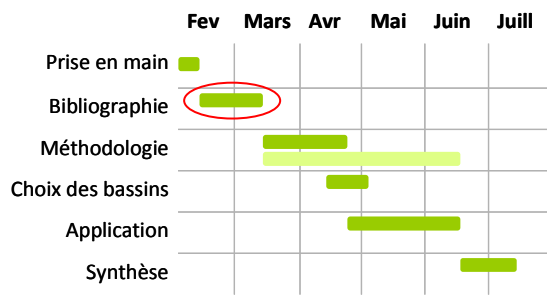 Fev Mars Avr Mai Juin Juill
Prise en main
Bibliographie
Méthodologie
Choix des bassins
Application
Synthèse